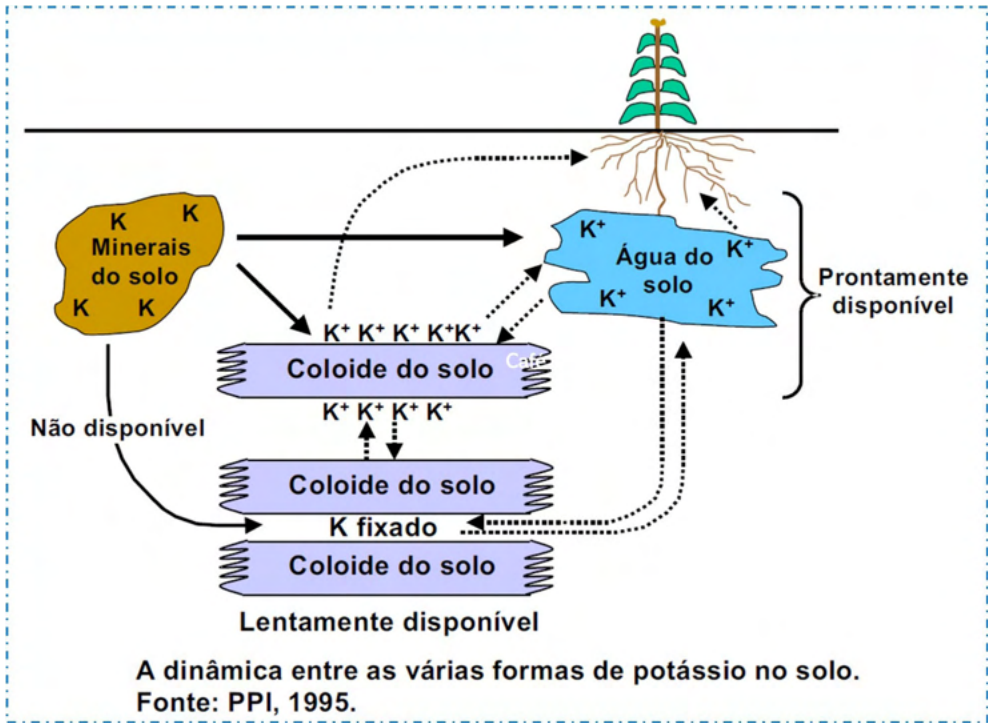 K K
Minerais
do solo
K K
K⁺
K⁺
Água do
solo
K⁺
K⁺
Prontamente
disponível
K⁺ K⁺ K⁺ K⁺K⁺
Café
Coloide do solo
K⁺ K⁺ K⁺ K⁺
Não disponível
Coloide do solo
K fixado
Coloide do solo
Lentamente disponível
A dinâmica entre as várias formas de potássio no solo.
Fonte: PPI, 1995.